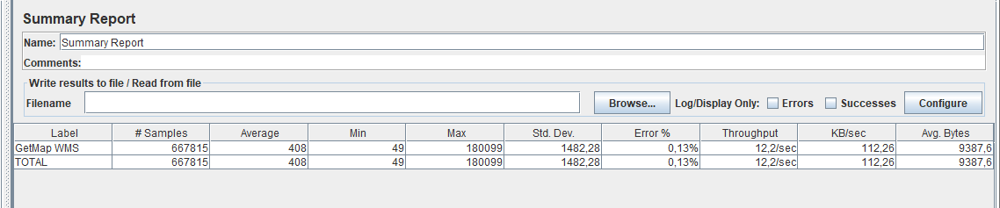 Summary Report
Name: Summary Report
Comments:
Write results to file / Read from file
Filename Browse... Log/Display Only: Errors Successes Configure
Label # Samples Average Min Max Std. Dev. Error % Throughput KB/sec Avg. Bytes
GetMap WMS 667815 408 49 180099 1482,28 0,13% 12,2/sec 112,26 9387,6
TOTAL 667815 408 49 180099 1482,28 0,13% 12,2/sec 112,26 9387,6